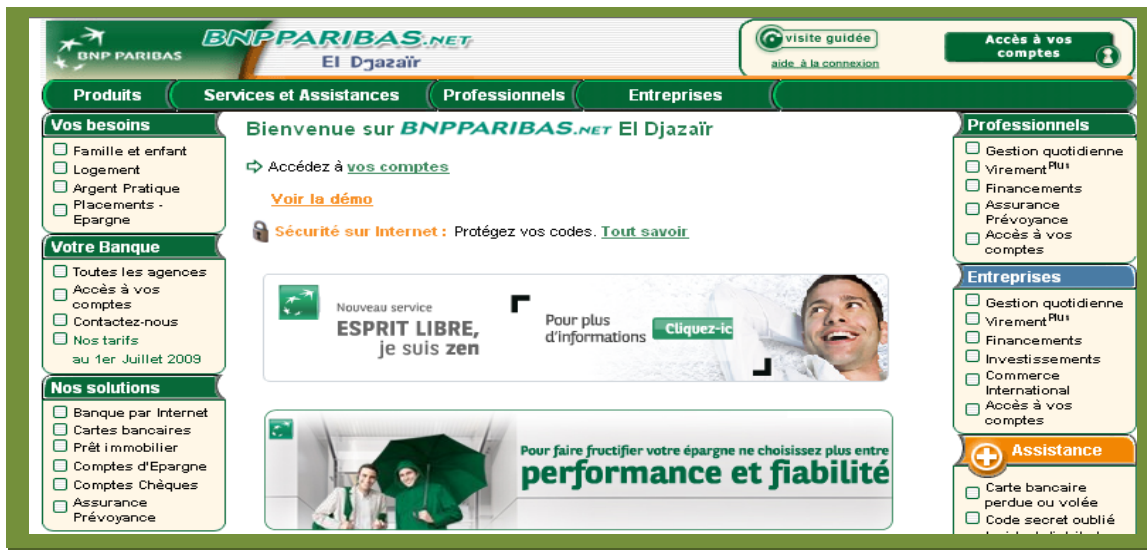 BNP PARIBAS
BNPPARIBAS.NET
El Djazaïr
visite guidée
aide à la connexion
Accès à vos
comptes
Produits
Services et Assistances
Professionnels
Entreprises
Vos besoins
Famille et enfant
Logement
Argent Pratique
Placements -
Epargne
Votre Banque
Toutes les agences
Accès à vos
comptes
Contactez-nous
Nos tarifs
au 1er Juillet 2009
Nos solutions
Banque par Internet
Cartes bancaires
Prêt immobilier
Comptes d'Epargne
Comptes Chèques
Assurance
Prévoyance
Bienvenue sur BNPPARIBAS.NET El Djazaïr
Accédez à vos comptes
Voir la démo
Sécurité sur Internet : Protégez vos codes. Tout savoir
Nouveau service
ESPRIT LIBRE,
je suis zen
Pour plus
d'informations
Cliquez-ic
Pour faire fructifier votre épargne ne choisissez plus entre
performance et fiabilité
Professionnels
Gestion quotidienne
Virement Plus
Financements
Assurance
Prévoyance
Accès à vos
comptes
Entreprises
Gestion quotidienne
Virement Plus
Financements
Investissements
Commerce
International
Accès à vos
comptes
Assistance
Carte bancaire
perdue ou volée
Code secret oublié